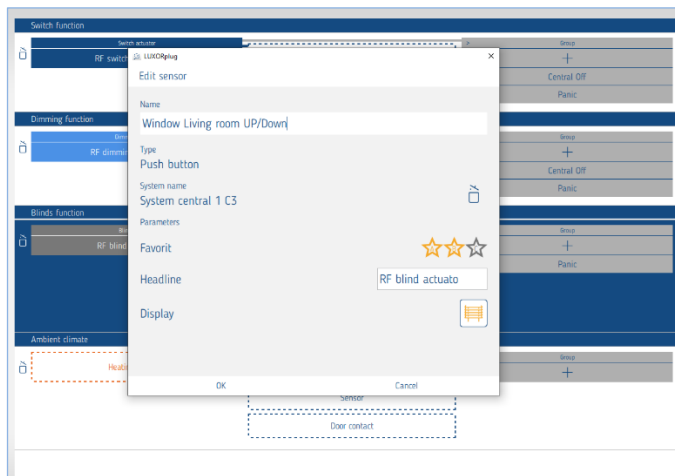 Switch function
Switch actuator
Group
RF switch
+
Central Off
Panic
LUXORplug
Edit sensor
Name
Window Living room UP/Down
Type
Push button
System name
System central 1 C3
Parameters
Favorit
Headline
RF blind actuato
Display
OK
Cancel
Dimming function
Group
RF dimmi
+
Central Off
Panic
Blinds function
Group
RF blind
+
Panic
Ambient climate
Group
Heati
+
Sensor
Door contact